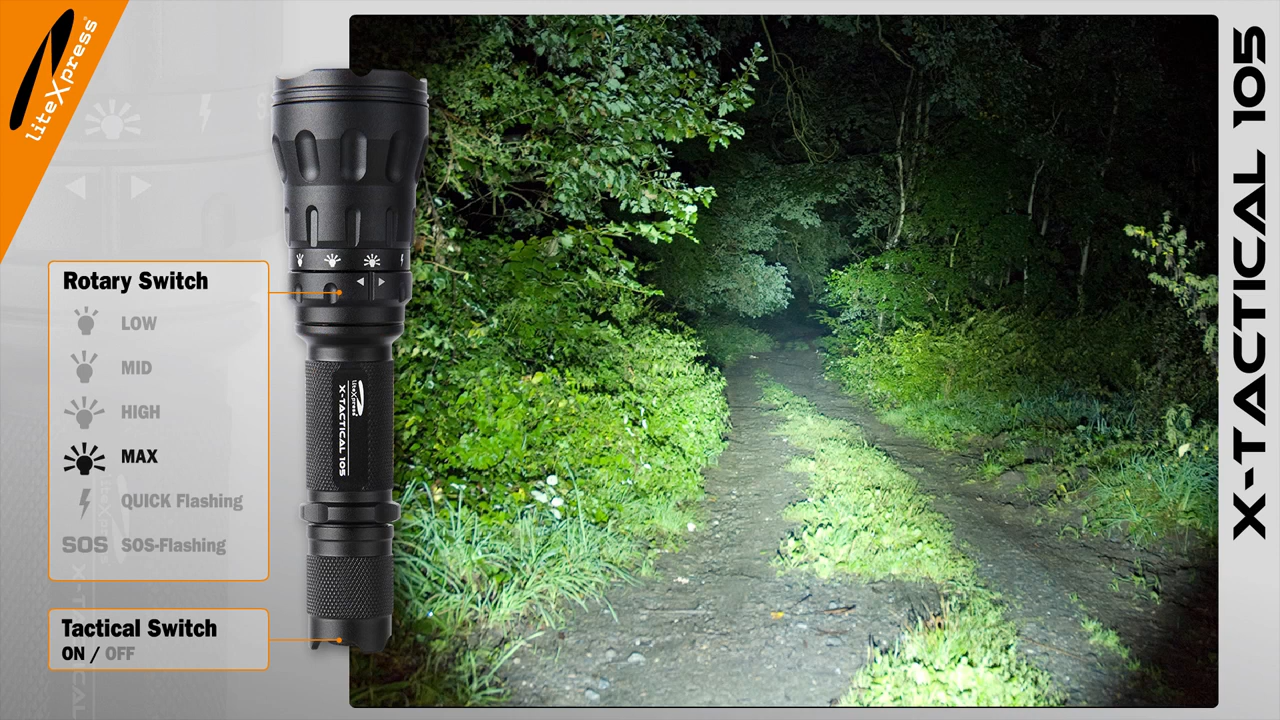 liteXpress®
Rotary Switch
LOW
MID
HIGH
MAX
QUICK Flashing
SOS SOS-Flashing
Tactical Switch
ON / OFF
liteXpress
X-TACTICAL 105
X-TACTICAL 105